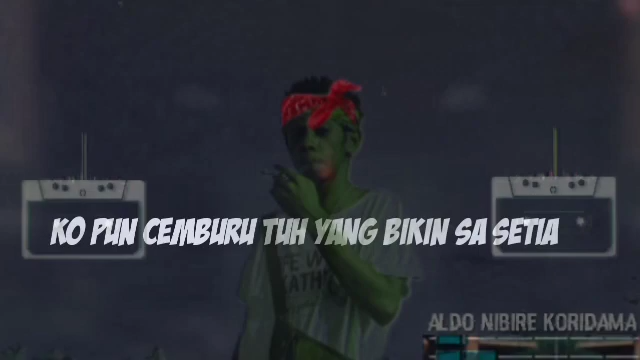 KO PUN CEMBURU TUH YANG BIKIN SA SETIA
ALDO NIBIRE KORIDAMA